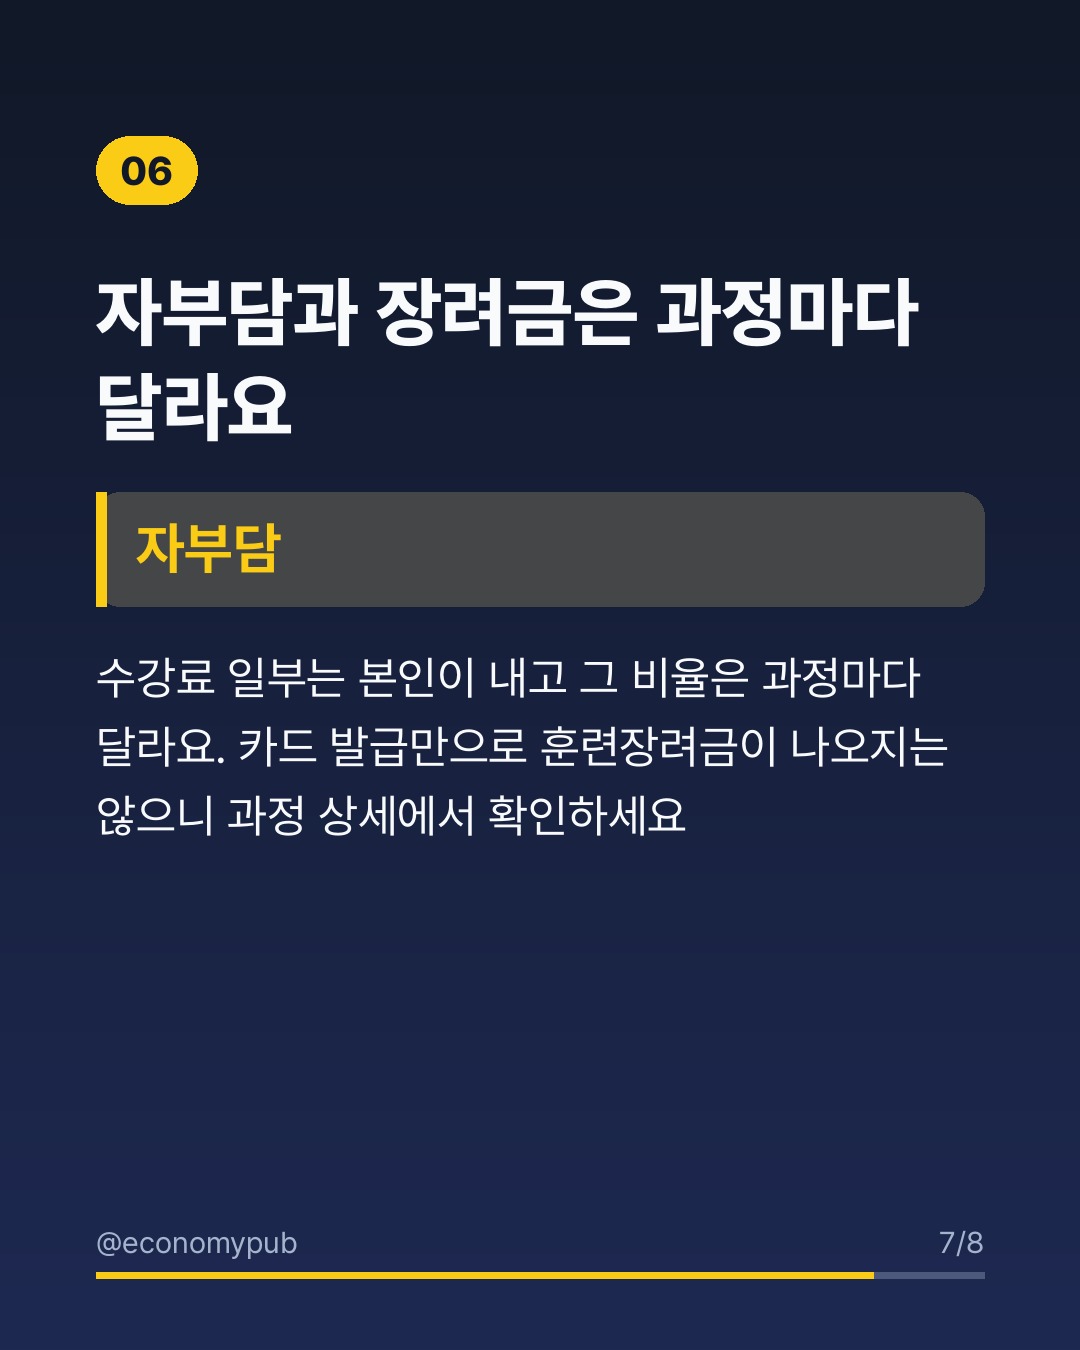 06
자부담과 장려금은 과정마다
달라요
자부담
수강료 일부는 본인이 내고 그 비율은 과정마다
달라요. 카드 발급만으로 훈련장려금이 나오지는
않으니 과정 상세에서 확인하세요
@economypub
7/8